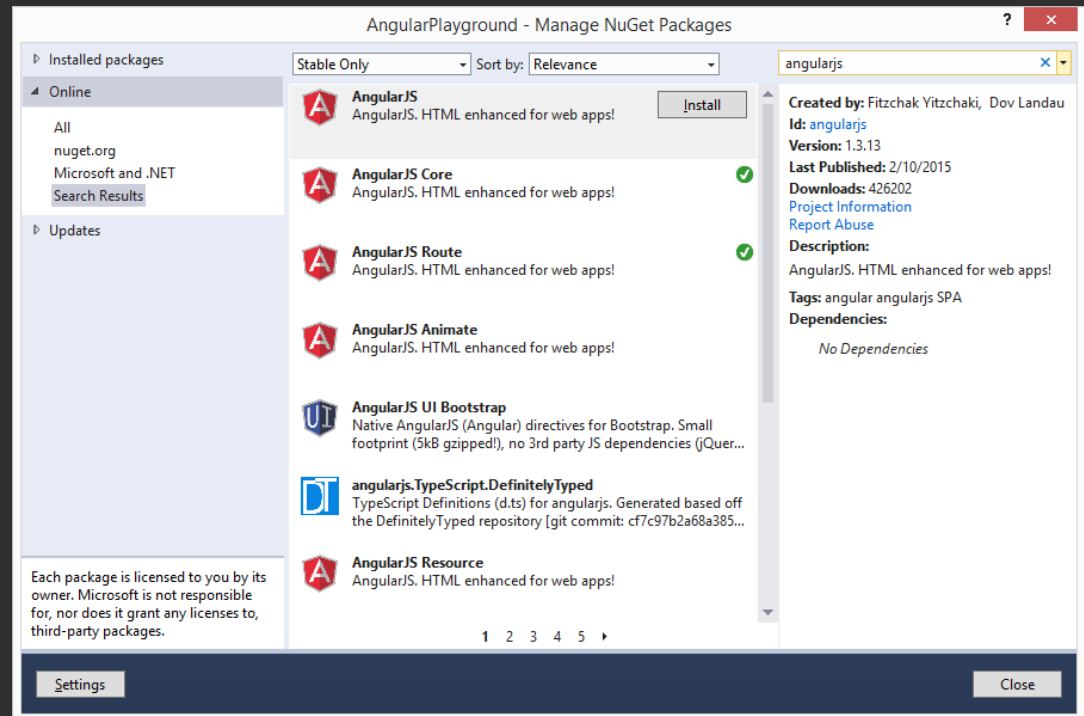 AngularPlayground - Manage NuGet Packages
?
Installed packages
Online
All
nuget.org
Microsoft and .NET
Search Results
Updates
Each package is licensed to you by its
owner. Microsoft is not responsible
for, nor does it grant any licenses to,
third-party packages.
Stable Only
Sort by:
Relevance
AngularJS
AngularJS. HTML enhanced for web apps!
Install
AngularJS Core
AngularJS. HTML enhanced for web apps!
AngularJS Route
AngularJS. HTML enhanced for web apps!
AngularJS Animate
AngularJS. HTML enhanced for web apps!
UI
AngularJS UI Bootstrap
Native AngularJS (Angular) directives for Bootstrap. Small
footprint (5kB gzipped!), no 3rd party JS dependencies (jQuer...
DT
angularjs.TypeScript.DefinitelyTyped
TypeScript Definitions (d.ts) for angularjs. Generated based off
the DefinitelyTyped repository [git commit: cf7c97b2a68a385...
AngularJS Resource
AngularJS. HTML enhanced for web apps!
1 2 3 4 5
angularjs
Created by: Fitzchak Yitzchaki, Dov Landau
Id: angularjs
Version: 1.3.13
Last Published: 2/10/2015
Downloads: 426202
Project Information
Report Abuse
Description:
AngularJS. HTML enhanced for web apps!
Tags: angular angularjs SPA
Dependencies:
No Dependencies
Settings
Close